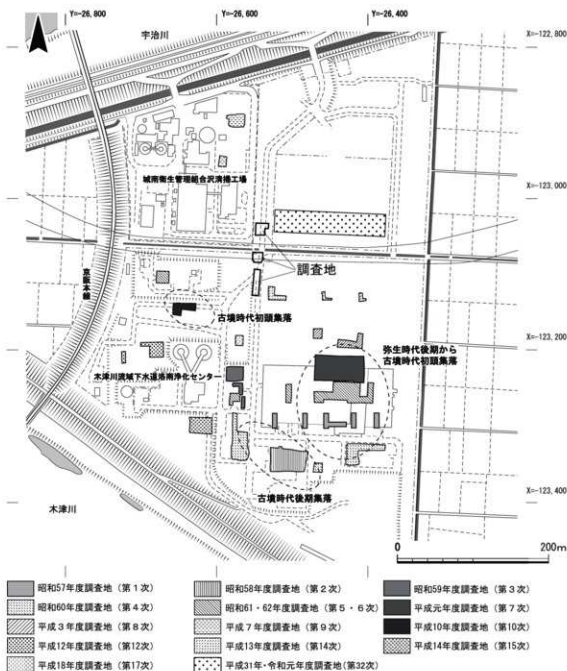 Y=-26,800
Y=-26,600
Y=-26,400
宇治川
X=-122,800
城南衛生管理組合沢清掃工場
X=-123,000
調査地
京阪本線
古墳時代初頭集落
X=-123,200
弥生時代後期から
古墳時代初頭集落
木津川流域下水道洛南浄化センター
古墳時代後期集落
X=-123,400
木津川
0
200m
昭和57年度調査地（第１次）
昭和58年度調査地（第２次）
昭和59年度調査地（第３次）
昭和60年度調査地（第４次）
昭和61・62年度調査地（第５・６次）
平成元年度調査地（第７次）
平成３年度調査地（第８次）
平成７年度調査地（第９次）
平成10年度調査地（第10次）
平成12年度調査地（第12次）
平成13年度調査地（第14次）
平成14年度調査地（第15次）
平成18年度調査地（第17次）
平成31年・令和元年度調査地(第32次)